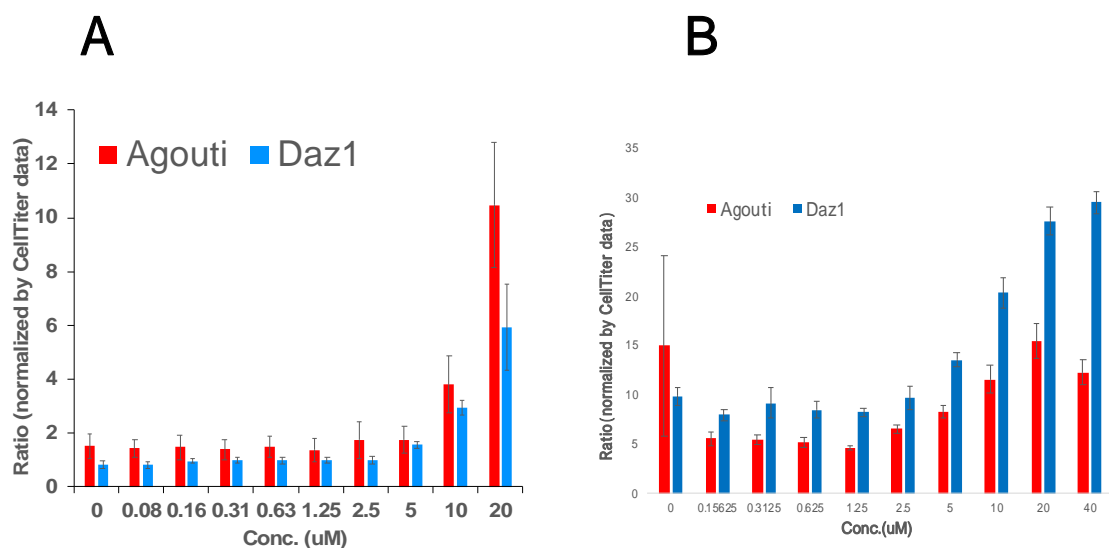 A
Ratio (normalized by CellTiter data)
14
12
10
8
6
4
2
0
Agouti Daz1
0 0.08 0.16 0.31 0.63 1.25 2.5 5 10 20
Conc. (uM)
B
Ratio (normalized by CellTiter data)
35
30
25
20
15
10
5
0
Agouti Daz1
0 0.15625 0.3125 0.625 1.25 2.5 5 10 20 40
Conc.(uM)